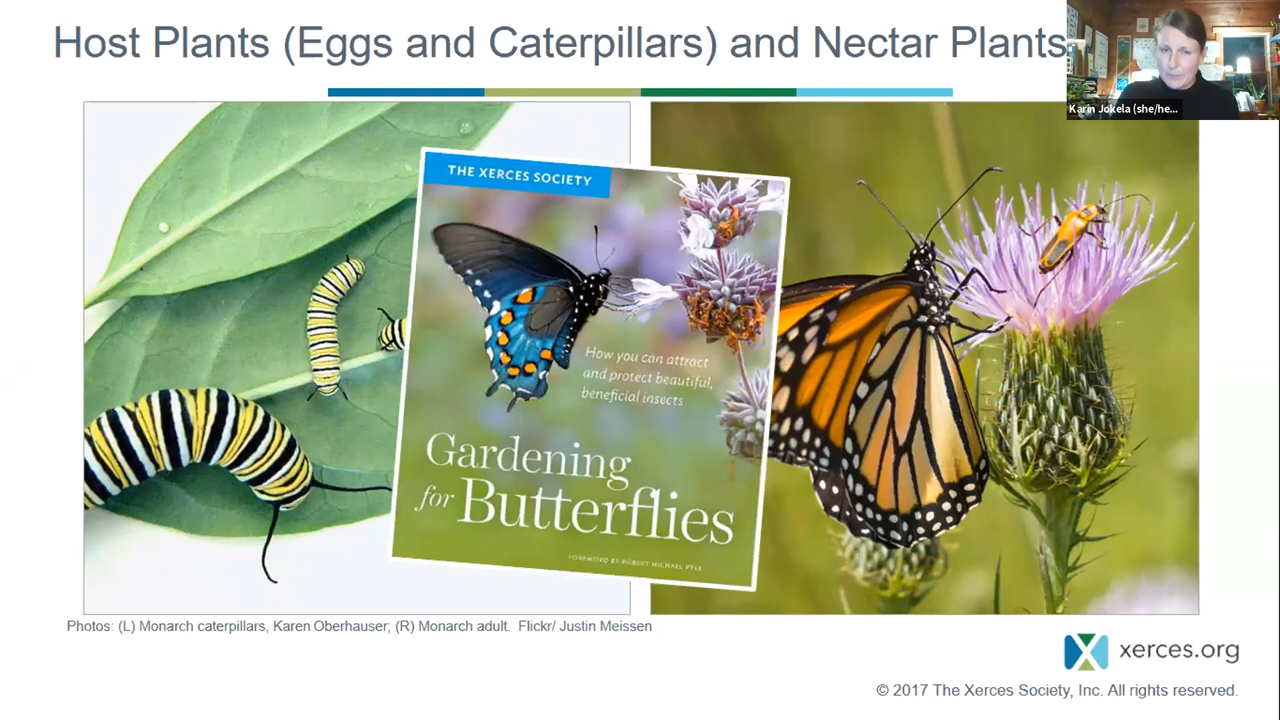 Host Plants (Eggs and Caterpillars) and Nectar Plants
Karin Jokela (she/he...
THE XERCES SOCIETY
How you can attract
and protect beautiful,
beneficial insects
Gardening
for Butterflies
FOREWORD BY ROBERT MICHAEL PYLE
Photos: (L) Monarch caterpillars, Karen Oberhauser; (R) Monarch adult.  Flickr/ Justin Meissen
xerces.org
© 2017 The Xerces Society, Inc. All rights reserved.